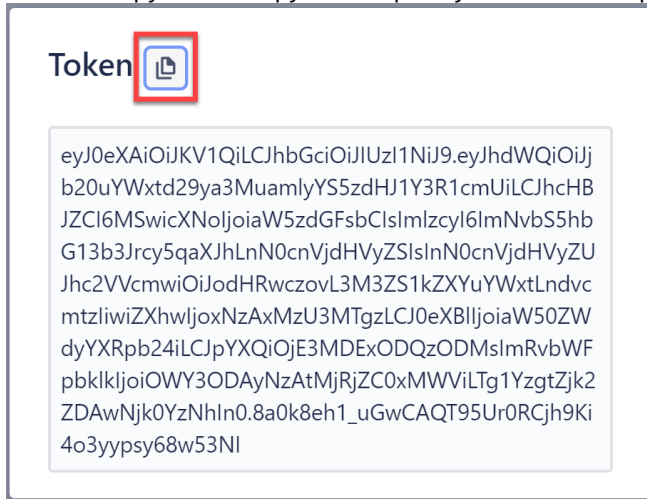 Token
eyJ0eXAiOiJKV1QiLCJhbGciOiJIUzI1NiJ9.eyJhdWQiOiJj
b20uYWxtd29ya3MuamlyYS5zdHJ1Y3R1cmUiLCJhcHB
JZCI6MSwicXNoIjoiaW5zdGFsbCIsImlzcyI6ImNvbS5hb
G13b3Jrcy5qaXJhLnN0cnVjdHVyZSIsInN0cnVjdHVyZU
Jhc2VVcmwiOiJodHRwczovL3M3ZS1kZXYuYWxtLndvc
mtzIiwiZXhwIjoxNzAxMzU3MTgzLCJ0eXBlIjoiaW50ZW
dyYXRpb24iLCJpYXQiOjE3MDExODQzODMsImRvbWF
pbklkIjoiOWY3ODAyNzAtMjRjZC0xMWViLTg1YzgtZjk2
ZDAwNjk0YzNhIn0.8a0k8eh1_uGwCAQT95Ur0RCjh9Ki
4o3yypsy68w53NI